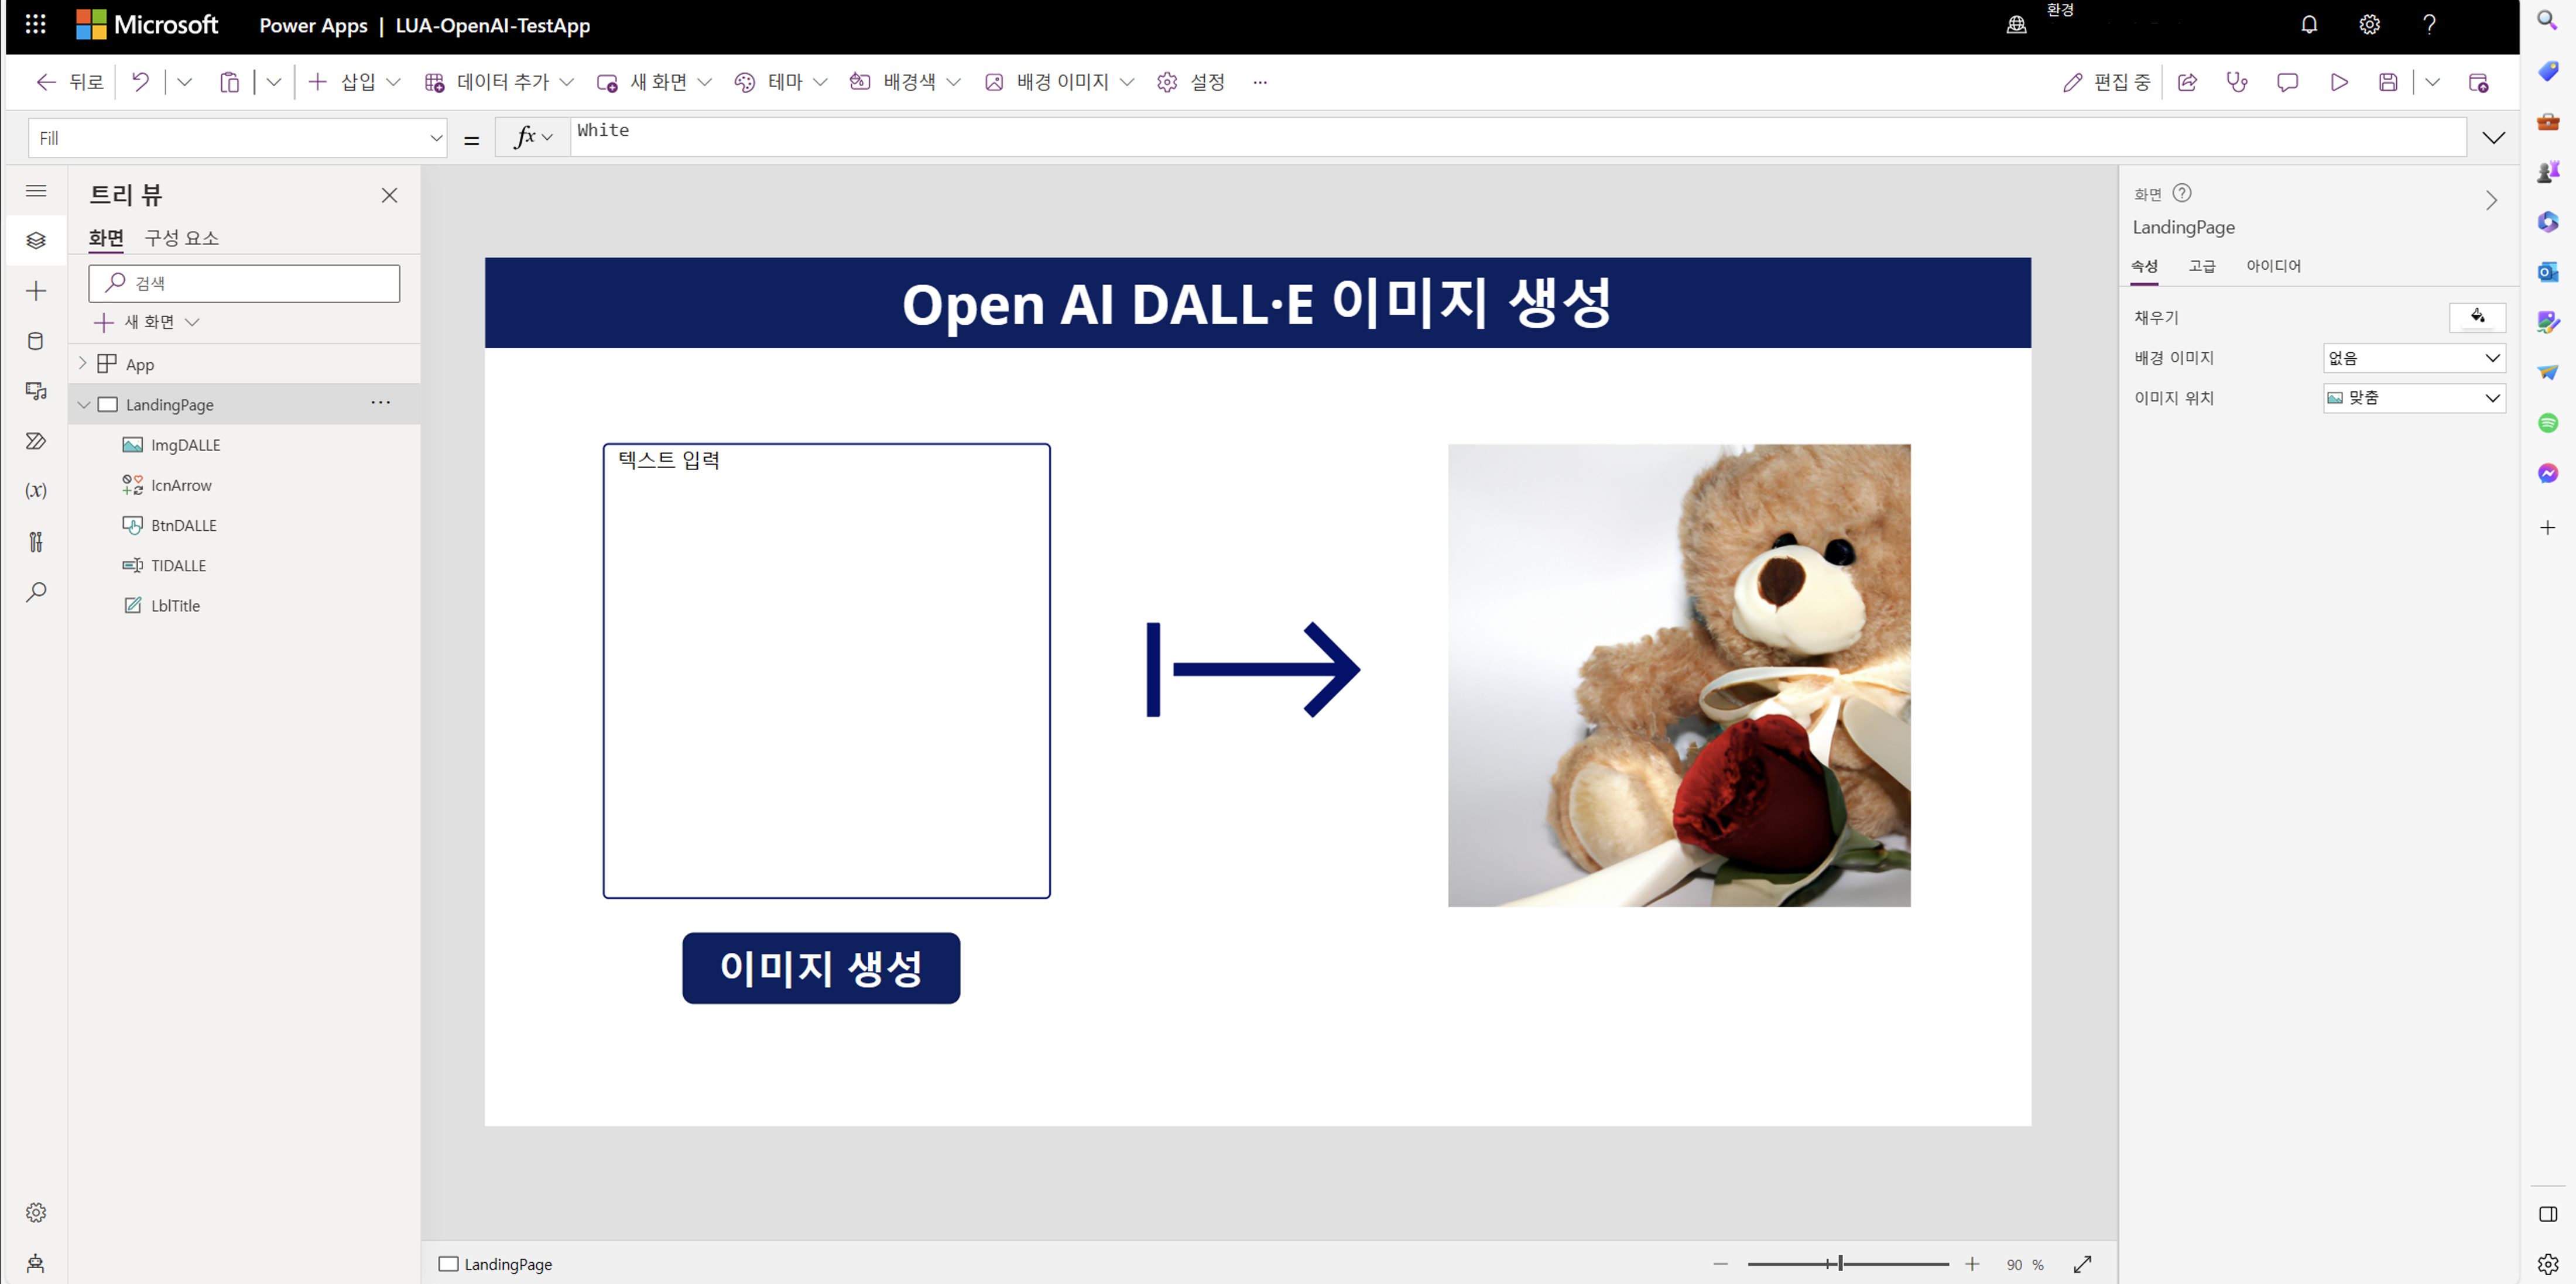 Microsoft Power Apps | LUA-OpenAI-TestApp 환경
뒤로 삽입 데이터 추가 새 화면 테마 배경색 배경 이미지 설정 ... 편집 중
Fill = fx White
트리 뷰
화면 구성 요소
검색
새 화면
App
LandingPage ...
ImgDALLE
IcnArrow
BtnDALLE
TIDALLE
LblTitle
Open AI DALL·E 이미지 생성
텍스트 입력
이미지 생성
화면
LandingPage
속성 고급 아이디어
채우기
배경 이미지 없음
이미지 위치 맞춤
LandingPage 90 %